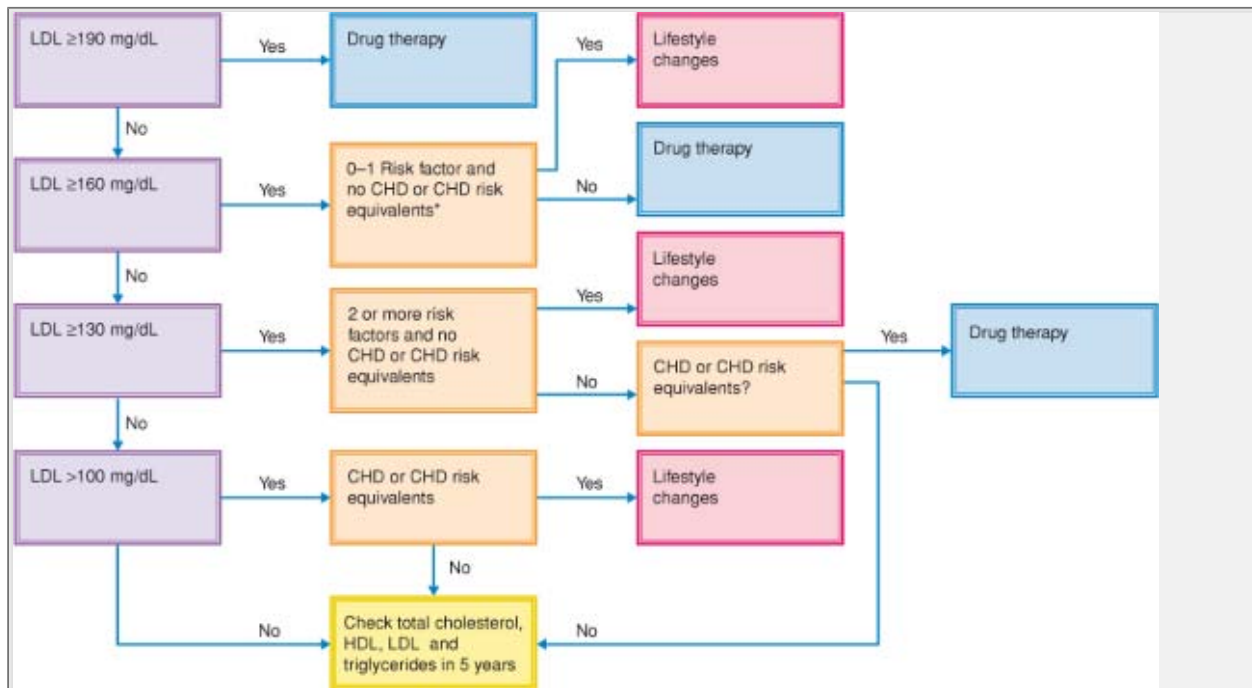 LDL ≥190 mg/dL
Yes
Drug therapy
Yes
Lifestyle
changes
No
LDL ≥160 mg/dL
Yes
0–1 Risk factor and
no CHD or CHD risk
equivalents*
No
Drug therapy
No
LDL ≥130 mg/dL
Yes
2 or more risk
factors and no
CHD or CHD risk
equivalents
Yes
Lifestyle
changes
No
CHD or CHD risk
equivalents?
Yes
Drug therapy
No
LDL >100 mg/dL
Yes
CHD or CHD risk
equivalents
Yes
Lifestyle
changes
No
No
Check total cholesterol,
HDL, LDL and
triglycerides in 5 years
No